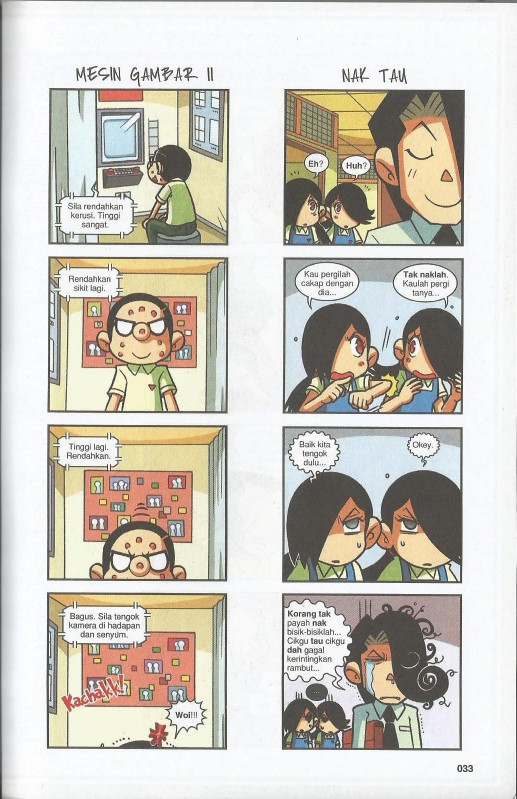 MESIN GAMBAR II
Sila rendahkan
kerusi. Tinggi
sangat.
Rendahkan
sikit lagi.
Tinggi lagi.
Rendahkan.
Bagus. Sila tengok
kamera di hadapan
dan senyum.
Kachakk!
Woi!!!
NAK TAU
Eh?
Huh?
Kau pergilah
cakap dengan
dia...
Tak naklah.
Kaulah pergi
tanya...
Baik kita
tengok
dulu...
Okey.
Korang tak
payah nak
bisik-bisiklah...
Cikgu tau cikgu
dah gagal
kerintingkan
rambut...
...
033